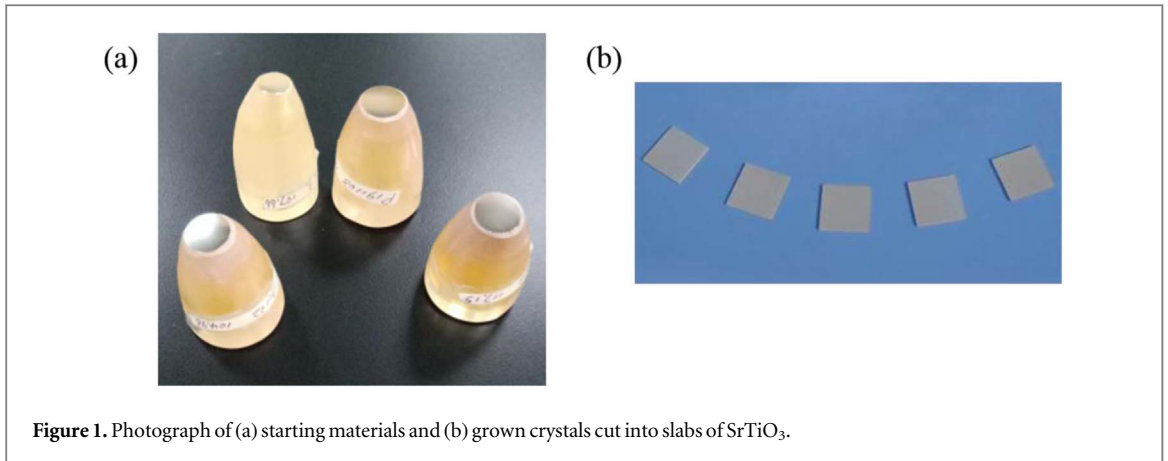 (a)
(b)
Figure 1. Photograph of (a) starting materials and (b) grown crystals cut into slabs of SrTiO₃.